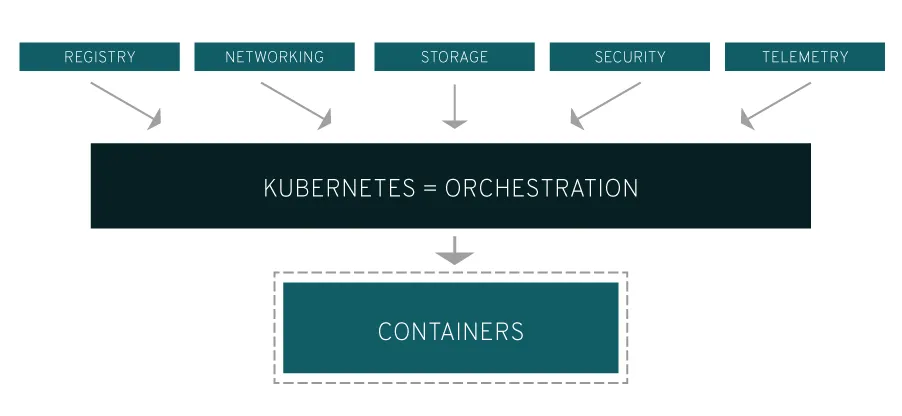 REGISTRY
NETWORKING
STORAGE
SECURITY
TELEMETRY
KUBERNETES = ORCHESTRATION
CONTAINERS